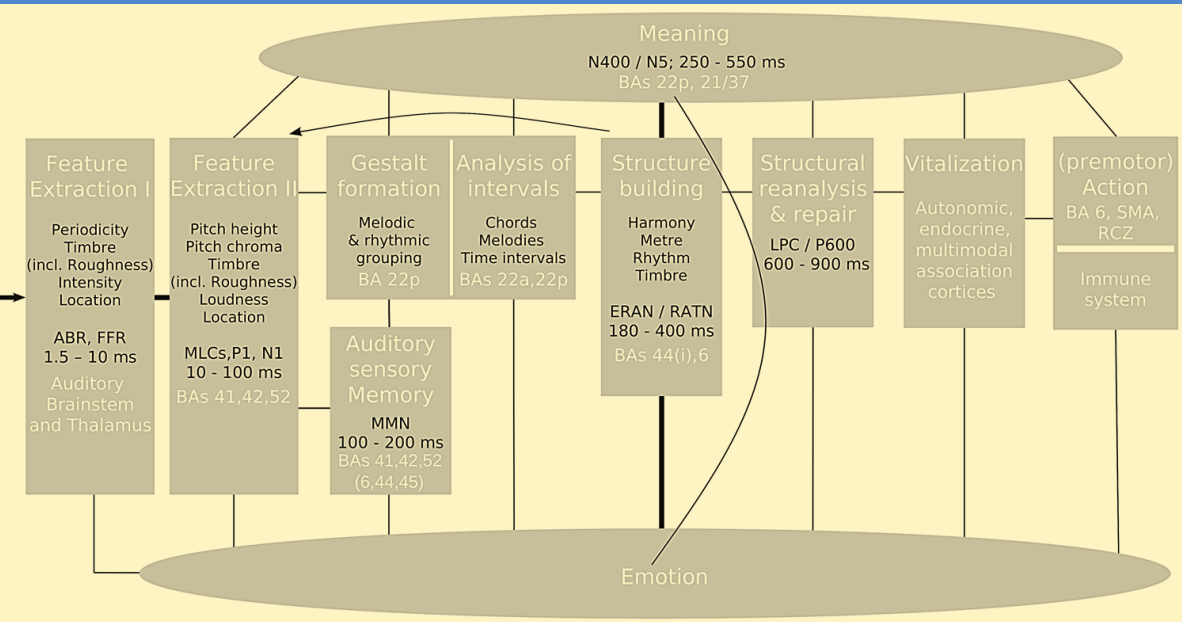 Meaning
N400 / N5; 250 - 550 ms
BAs 22p, 21/37
Feature
Extraction I
Periodicity
Timbre
(incl. Roughness)
Intensity
Location
ABR, FFR
1.5 – 10 ms
Auditory
Brainstem
and Thalamus
Feature
Extraction II
Pitch height
Pitch chroma
Timbre
(incl. Roughness)
Loudness
Location
MLCs,P1, N1
10 - 100 ms
BAs 41,42,52
Gestalt
formation
Melodic
& rhythmic
grouping
BA 22p
Analysis of
intervals
Chords
Melodies
Time intervals
BAs 22a,22p
Auditory
sensory
Memory
MMN
100 - 200 ms
BAs 41,42,52
(6,44,45)
Structure
building
Harmony
Metre
Rhythm
Timbre
ERAN / RATN
180 - 400 ms
BAs 44(i),6
Structural
reanalysis
& repair
LPC / P600
600 - 900 ms
Vitalization
Autonomic,
endocrine,
multimodal
association
cortices
(premotor)
Action
BA 6, SMA,
RCZ
Immune
system
Emotion